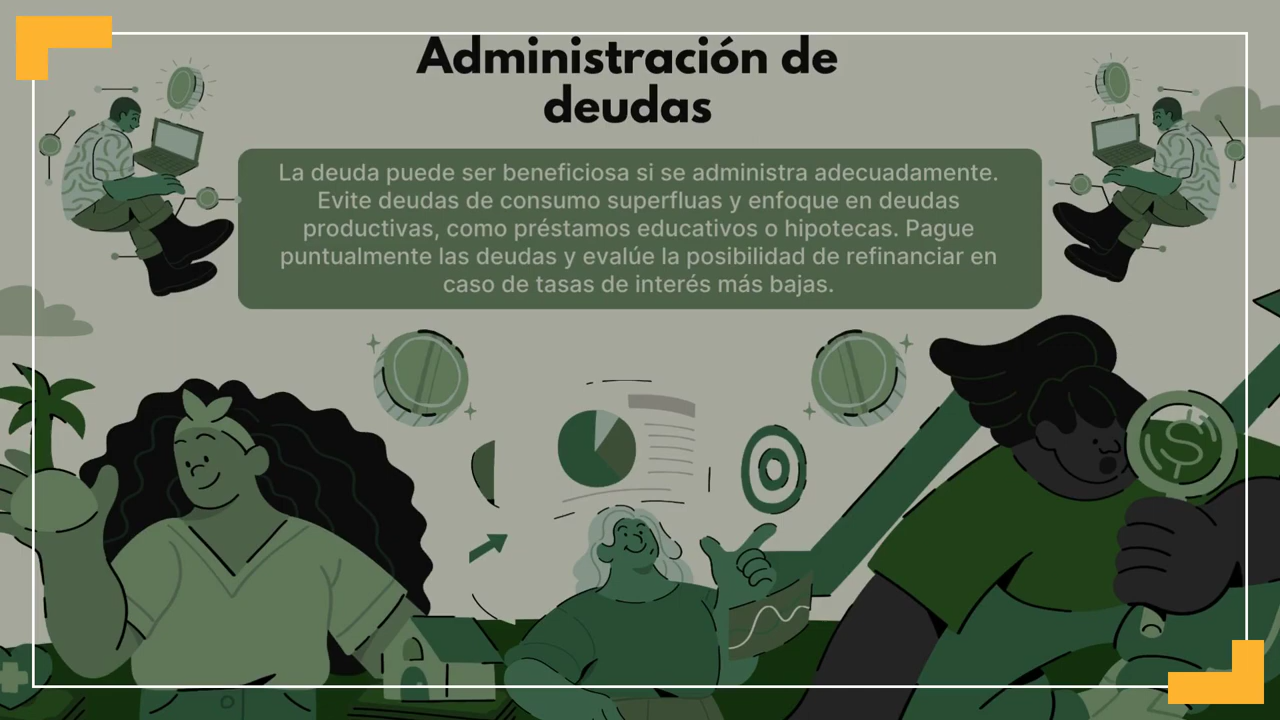 Administración de
deudas
La deuda puede ser beneficiosa si se administra adecuadamente.
Evite deudas de consumo superfluas y enfoque en deudas
productivas, como préstamos educativos o hipotecas. Pague
puntualmente las deudas y evalúe la posibilidad de refinanciar en
caso de tasas de interés más bajas.
$